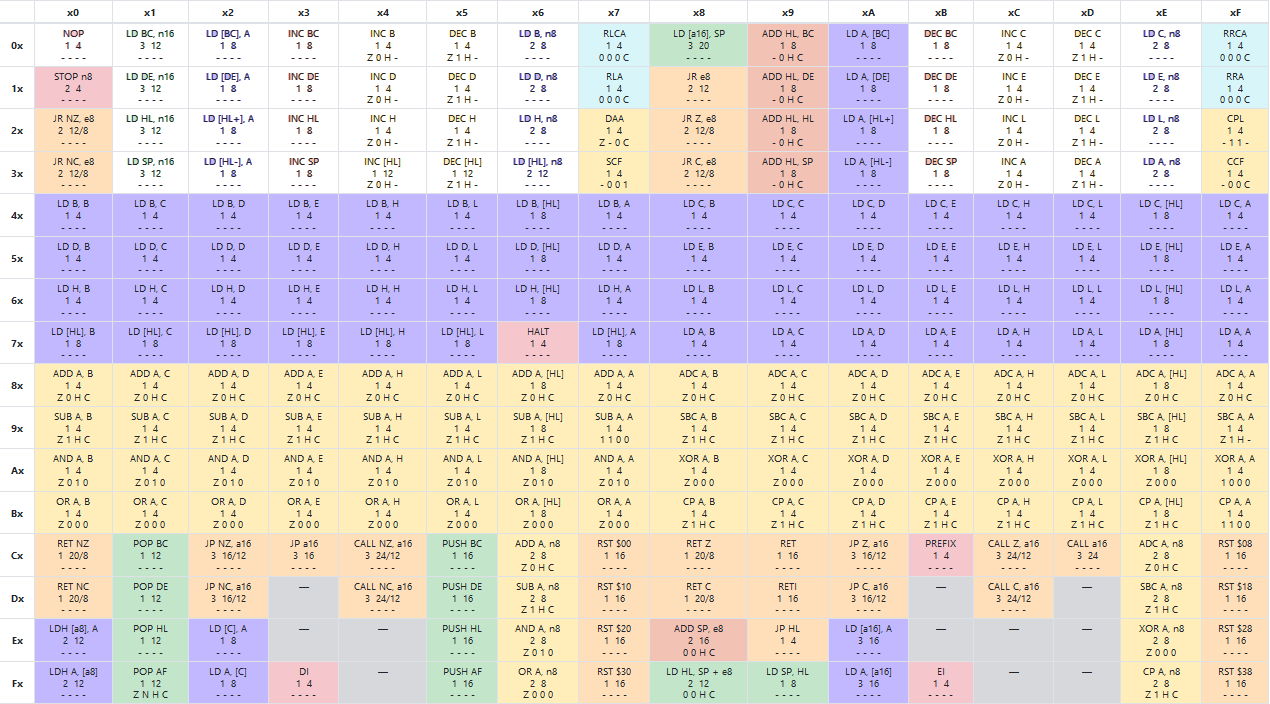 x0 x1 x2 x3 x4 x5 x6 x7 x8 x9 xA xB xC xD xE xF
NOP LD BC, n16 LD [BC], A INC BC INC B DEC B LD B, n8 RLCA LD [a16], SP ADD HL, BC LD A, [BC] DEC BC INC C DEC C LD C, n8 RRCA
0x 1 4 3 12 1 8 1 8 1 4 1 4 2 8 1 4 3 20 1 8 1 8 1 8 1 4 1 4 2 8 1 4
- - - - - - - - - - - - - - - - Z 0 H - Z 1 H - - - - - 0 0 0 C - - - - - 0 H C - - - - - - - - Z 0 H - Z 1 H - - - - - 0 0 0 C
STOP n8 LD DE, n16 LD [DE], A INC DE INC D DEC D LD D, n8 RLA JR e8 ADD HL, DE LD A, [DE] DEC DE INC E DEC E LD E, n8 RRA
1x 2 4 3 12 1 8 1 8 1 4 1 4 2 8 1 4 2 12 1 8 1 8 1 8 1 4 1 4 2 8 1 4
- - - - - - - - - - - - - - - - Z 0 H - Z 1 H - - - - - 0 0 0 C - - - - - 0 H C - - - - - - - - Z 0 H - Z 1 H - - - - - 0 0 0 C
JR NZ, e8 LD HL, n16 LD [HL+], A INC HL INC H DEC H LD H, n8 DAA JR Z, e8 ADD HL, HL LD A, [HL+] DEC HL INC L DEC L LD L, n8 CPL
2x 2 12/8 3 12 1 8 1 8 1 4 1 4 2 8 1 4 2 12/8 1 8 1 8 1 8 1 4 1 4 2 8 1 4
- - - - - - - - - - - - - - - - Z 0 H - Z 1 H - - - - - Z - 0 C - - - - - 0 H C - - - - - - - - Z 0 H - Z 1 H - - - - - - 1 1 -
JR NC, e8 LD SP, n16 LD [HL-], A INC SP INC [HL] DEC [HL] LD [HL], n8 SCF JR C, e8 ADD HL, SP LD A, [HL-] DEC SP INC A DEC A LD A, n8 CCF
3x 2 12/8 3 12 1 8 1 8 1 12 1 12 2 12 1 4 2 12/8 1 8 1 8 1 8 1 4 1 4 2 8 1 4
- - - - - - - - - - - - - - - - Z 0 H - Z 1 H - - - - - - 0 0 1 - - - - - 0 H C - - - - - - - - Z 0 H - Z 1 H - - - - - - 0 0 C
LD B, B LD B, C LD B, D LD B, E LD B, H LD B, L LD B, [HL] LD B, A LD C, B LD C, C LD C, D LD C, E LD C, H LD C, L LD C, [HL] LD C, A
4x 1 4 1 4 1 4 1 4 1 4 1 4 1 8 1 4 1 4 1 4 1 4 1 4 1 4 1 4 1 8 1 4
- - - - - - - - - - - - - - - - - - - - - - - - - - - - - - - - - - - - - - - - - - - - - - - - - - - - - - - - - - - - - - - -
LD D, B LD D, C LD D, D LD D, E LD D, H LD D, L LD D, [HL] LD D, A LD E, B LD E, C LD E, D LD E, E LD E, H LD E, L LD E, [HL] LD E, A
5x 1 4 1 4 1 4 1 4 1 4 1 4 1 8 1 4 1 4 1 4 1 4 1 4 1 4 1 4 1 8 1 4
- - - - - - - - - - - - - - - - - - - - - - - - - - - - - - - - - - - - - - - - - - - - - - - - - - - - - - - - - - - - - - - -
LD H, B LD H, C LD H, D LD H, E LD H, H LD H, L LD H, [HL] LD H, A LD L, B LD L, C LD L, D LD L, E LD L, H LD L, L LD L, [HL] LD L, A
6x 1 4 1 4 1 4 1 4 1 4 1 4 1 8 1 4 1 4 1 4 1 4 1 4 1 4 1 4 1 8 1 4
- - - - - - - - - - - - - - - - - - - - - - - - - - - - - - - - - - - - - - - - - - - - - - - - - - - - - - - - - - - - - - - -
LD [HL], B LD [HL], C LD [HL], D LD [HL], E LD [HL], H LD [HL], L HALT LD [HL], A LD A, B LD A, C LD A, D LD A, E LD A, H LD A, L LD A, [HL] LD A, A
7x 1 8 1 8 1 8 1 8 1 8 1 8 1 4 1 8 1 4 1 4 1 4 1 4 1 4 1 4 1 8 1 4
- - - - - - - - - - - - - - - - - - - - - - - - - - - - - - - - - - - - - - - - - - - - - - - - - - - - - - - - - - - - - - - -
ADD A, B ADD A, C ADD A, D ADD A, E ADD A, H ADD A, L ADD A, [HL] ADD A, A ADC A, B ADC A, C ADC A, D ADC A, E ADC A, H ADC A, L ADC A, [HL] ADC A, A
8x 1 4 1 4 1 4 1 4 1 4 1 4 1 8 1 4 1 4 1 4 1 4 1 4 1 4 1 4 1 8 1 4
Z 0 H C Z 0 H C Z 0 H C Z 0 H C Z 0 H C Z 0 H C Z 0 H C Z 0 H C Z 0 H C Z 0 H C Z 0 H C Z 0 H C Z 0 H C Z 0 H C Z 0 H C Z 0 H C
SUB A, B SUB A, C SUB A, D SUB A, E SUB A, H SUB A, L SUB A, [HL] SUB A, A SBC A, B SBC A, C SBC A, D SBC A, E SBC A, H SBC A, L SBC A, [HL] SBC A, A
9x 1 4 1 4 1 4 1 4 1 4 1 4 1 8 1 4 1 4 1 4 1 4 1 4 1 4 1 4 1 8 1 4
Z 1 H C Z 1 H C Z 1 H C Z 1 H C Z 1 H C Z 1 H C Z 1 H C 1 1 0 0 Z 1 H C Z 1 H C Z 1 H C Z 1 H C Z 1 H C Z 1 H C Z 1 H C Z 1 H -
AND A, B AND A, C AND A, D AND A, E AND A, H AND A, L AND A, [HL] AND A, A XOR A, B XOR A, C XOR A, D XOR A, E XOR A, H XOR A, L XOR A, [HL] XOR A, A
Ax 1 4 1 4 1 4 1 4 1 4 1 4 1 8 1 4 1 4 1 4 1 4 1 4 1 4 1 4 1 8 1 4
Z 0 1 0 Z 0 1 0 Z 0 1 0 Z 0 1 0 Z 0 1 0 Z 0 1 0 Z 0 1 0 Z 0 1 0 Z 0 0 0 Z 0 0 0 Z 0 0 0 Z 0 0 0 Z 0 0 0 Z 0 0 0 Z 0 0 0 1 0 0 0
OR A, B OR A, C OR A, D OR A, E OR A, H OR A, L OR A, [HL] OR A, A CP A, B CP A, C CP A, D CP A, E CP A, H CP A, L CP A, [HL] CP A, A
Bx 1 4 1 4 1 4 1 4 1 4 1 4 1 8 1 4 1 4 1 4 1 4 1 4 1 4 1 4 1 8 1 4
Z 0 0 0 Z 0 0 0 Z 0 0 0 Z 0 0 0 Z 0 0 0 Z 0 0 0 Z 0 0 0 Z 0 0 0 Z 1 H C Z 1 H C Z 1 H C Z 1 H C Z 1 H C Z 1 H C Z 1 H C 1 1 0 0
RET NZ POP BC JP NZ, a16 JP a16 CALL NZ, a16 PUSH BC ADD A, n8 RST $00 RET Z RET JP Z, a16 PREFIX CALL Z, a16 CALL a16 ADC A, n8 RST $08
Cx 1 20/8 1 12 3 16/12 3 16 3 24/12 1 16 2 8 1 16 1 20/8 1 16 3 16/12 1 4 3 24/12 3 24 2 8 1 16
- - - - - - - - - - - - - - - - - - - - - - - - Z 0 H C - - - - - - - - - - - - - - - - - - - - - - - - - - - - Z 0 H C - - - -
RET NC POP DE JP NC, a16 — CALL NC, a16 PUSH DE SUB A, n8 RST $10 RET C RETI JP C, a16 — CALL C, a16 — SBC A, n8 RST $18
Dx 1 20/8 1 12 3 16/12 3 24/12 1 16 2 8 1 16 1 20/8 1 16 3 16/12 3 24/12 2 8 1 16
- - - - - - - - - - - - - - - - - - - - Z 1 H C - - - - - - - - - - - - - - - - - - - - Z 1 H C - - - -
LDH [a8], A POP HL LD [C], A — — PUSH HL AND A, n8 RST $20 ADD SP, e8 JP HL LD [a16], A — — — XOR A, n8 RST $28
Ex 2 12 1 12 1 8 1 16 2 8 1 16 2 16 1 4 3 16 2 8 1 16
- - - - - - - - - - - - - - - - Z 0 1 0 - - - - 0 0 H C - - - - - - - - Z 0 0 0 - - - -
LDH A, [a8] POP AF LD A, [C] DI — PUSH AF OR A, n8 RST $30 LD HL, SP + e8 LD SP, HL LD A, [a16] EI — — CP A, n8 RST $38
Fx 2 12 1 12 1 8 1 4 1 16 2 8 1 16 2 12 1 8 3 16 1 4 2 8 1 16
- - - - Z N H C - - - - - - - - - - - - Z 0 0 0 - - - - 0 0 H C - - - - - - - - - - - - Z 1 H C - - - -